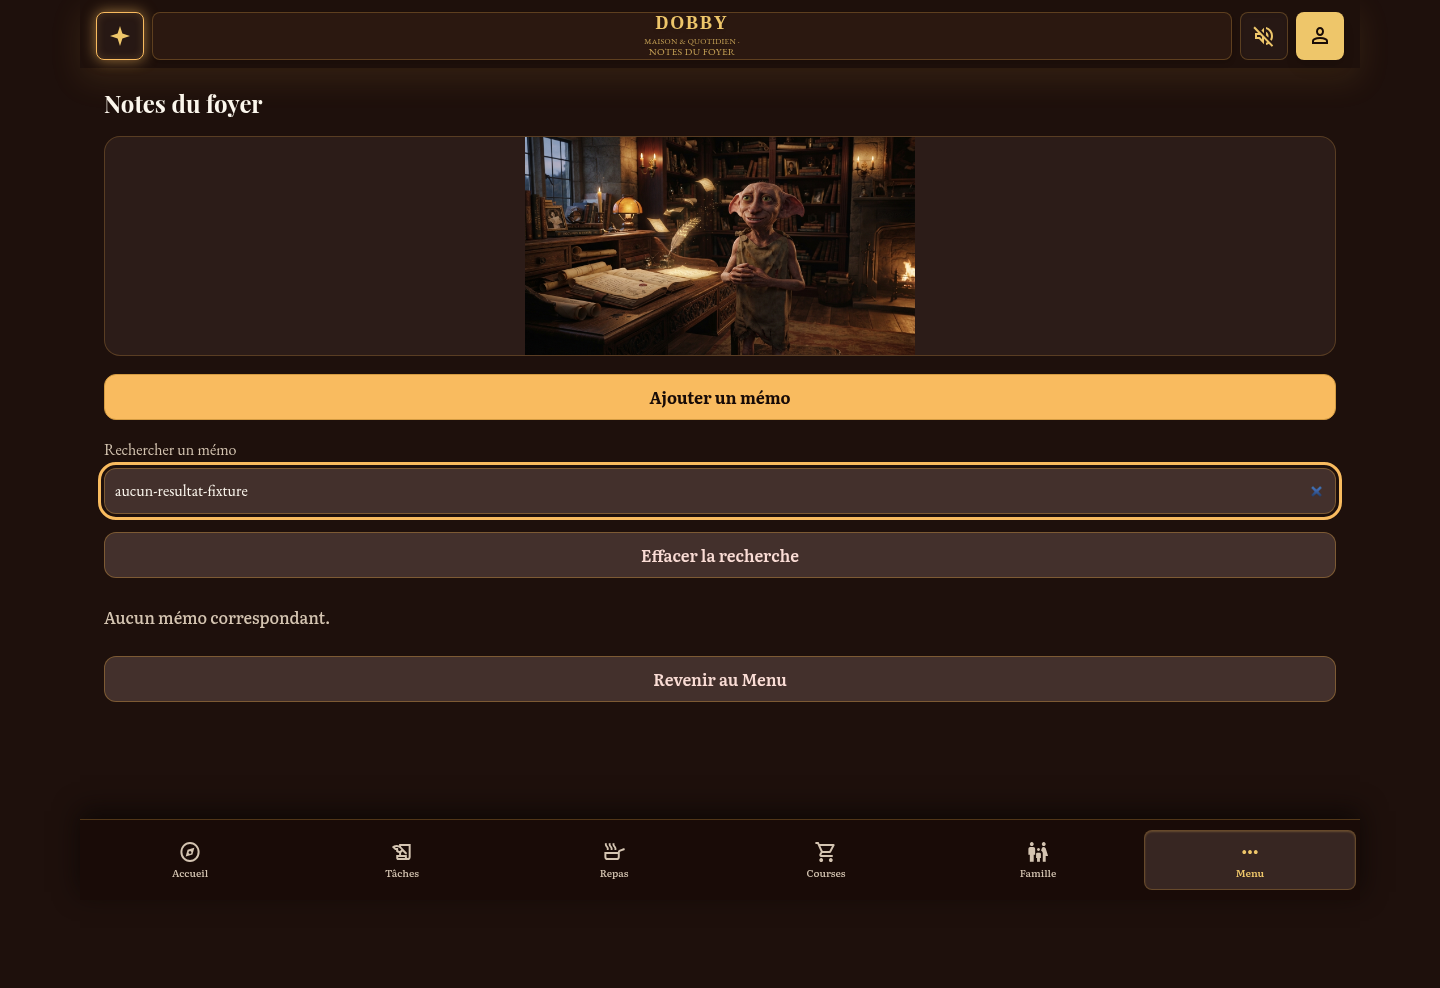 DOBBY
MAISON & QUOTIDIEN ·
NOTES DU FOYER
Notes du foyer
Ajouter un mémo
Rechercher un mémo
aucun-resultat-fixture
Effacer la recherche
Aucun mémo correspondant.
Revenir au Menu
Accueil
Tâches
Repas
Courses
Famille
Menu